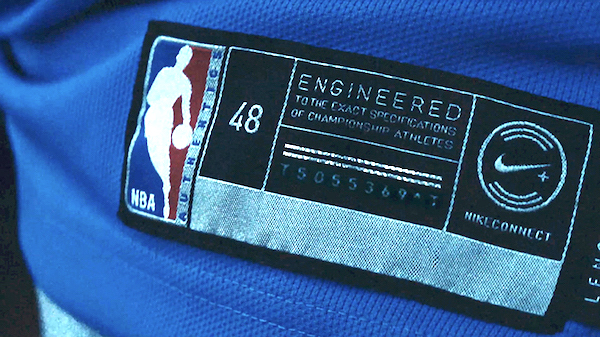 NBA
AUTHENTICS
48
ENGINEERED
TO THE EXACT SPECIFICATIONS
OF CHAMPIONSHIP ATHLETES
NIKECONNECT